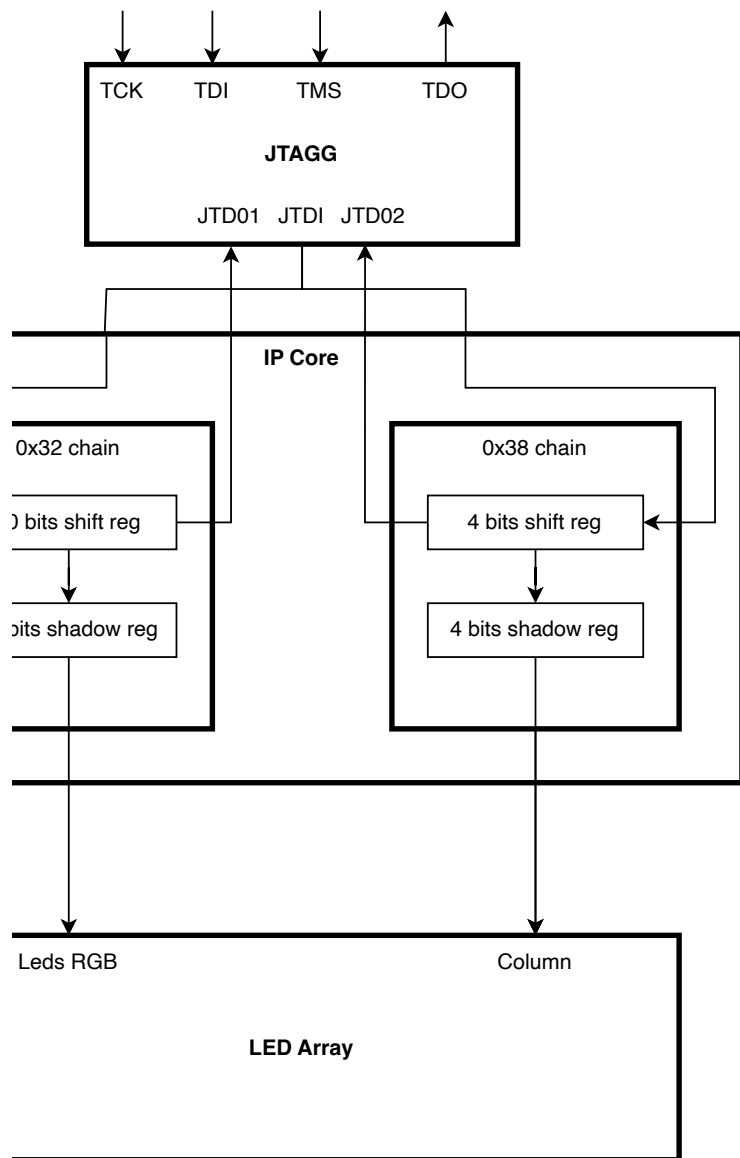 TCK TDI TMS TDO
JTAGG
JTD01 JTDI JTD02
IP Core
0x32 chain
0x38 chain
bits shift reg
4 bits shift reg
bits shadow reg
4 bits shadow reg
Leds RGB
Column
LED Array